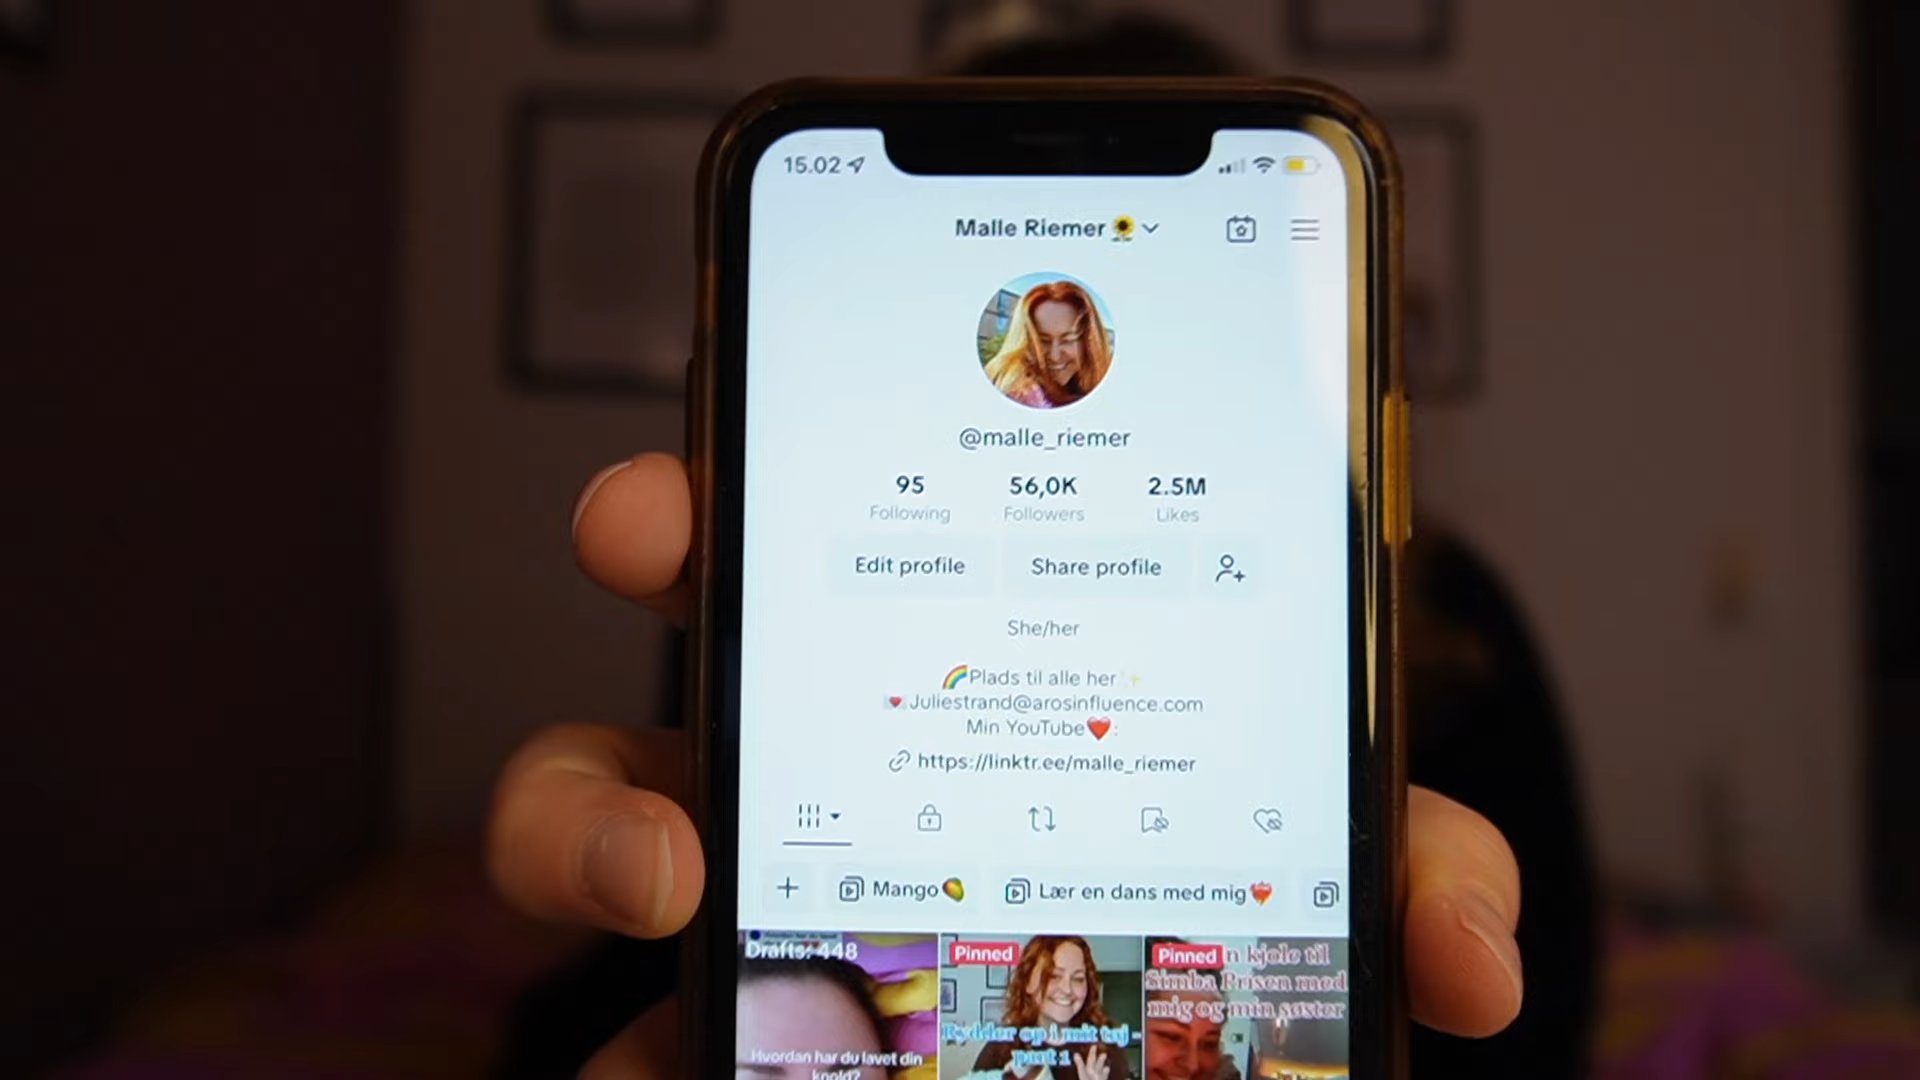 15.02
Malle Riemer🌻
@malle_riemer
95
56,0K
2.5M
Following
Followers
Likes
Edit profile
Share profile
She/her
🌈Plads til alle her✨
💌Juliestrand@arosinfluence.com
Min YouTube❤️:
https://linktr.ee/malle_riemer
Mango🥭
Lær en dans med mig❤️‍🔥
Drafts: 448
Hvordan har du lavet din
knold?
Pinned
Rydder op i mit tøj -
part 1
Pinned
n kjole til
Simba Prisen med
mig og min søster